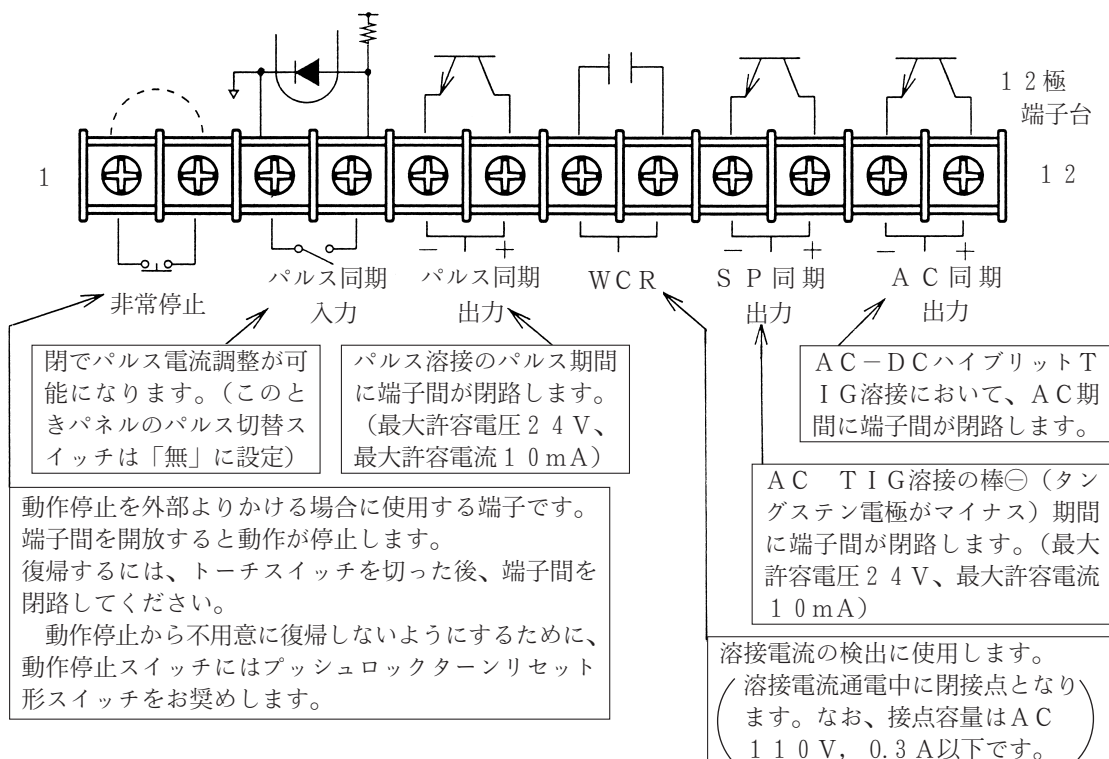 12極
端子台
1
12
− +
− +
− +
非常停止
パルス同期
入力
パルス同期
出力
WCR
SP同期
出力
AC同期
出力
閉でパルス電流調整が可
能になります。(このと
きパネルのパルス切替ス
イッチは「無」に設定)
パルス溶接のパルス期間
に端子間が閉路します。
(最大許容電圧24V、
最大許容電流10mA)
AC−DCハイブリットT
IG溶接において、AC期
間に端子間が閉路します。
AC TIG溶接の棒㊀(タン
グステン電極がマイナス)期間
に端子間が閉路します。(最大
許容電圧24V、最大許容電流
10mA)
動作停止を外部よりかける場合に使用する端子です。
端子間を開放すると動作が停止します。
復帰するには、トーチスイッチを切った後、端子間を
閉路してください。
動作停止から不用意に復帰しないようにするために、
動作停止スイッチにはプッシュロックターンリセット
形スイッチをお奨めします。
溶接電流の検出に使用します。
(溶接電流通電中に閉接点となり
ます。なお、接点容量はAC
110V,0.3A以下です。)